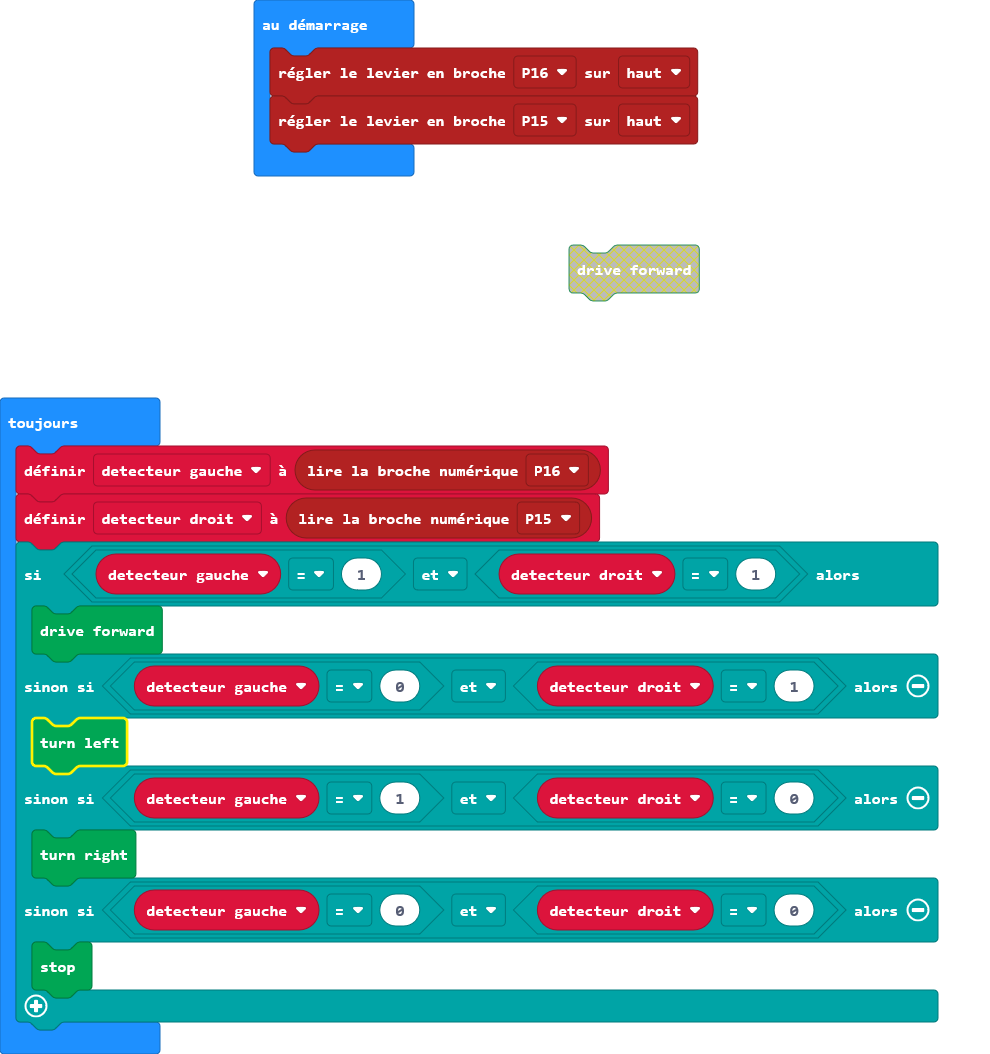 au démarrage
régler le levier en broche P16 sur haut
régler le levier en broche P15 sur haut
drive forward
toujours
définir detecteur gauche à lire la broche numérique P16
définir detecteur droit à lire la broche numérique P15
si detecteur gauche = 1 et detecteur droit = 1 alors
drive forward
sinon si detecteur gauche = 0 et detecteur droit = 1 alors
turn left
sinon si detecteur gauche = 1 et detecteur droit = 0 alors
turn right
sinon si detecteur gauche = 0 et detecteur droit = 0 alors
stop